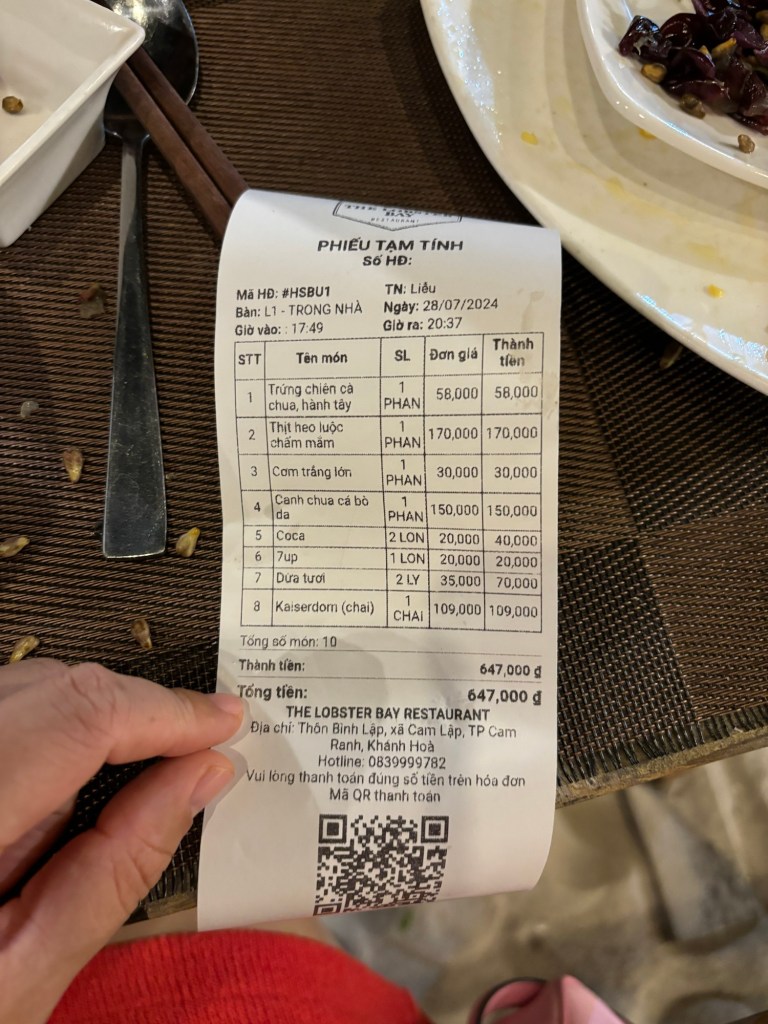 THE LOBSTER
BAY
RESTAURANT
PHIẾU TẠM TÍNH
Số HĐ:
Mã HĐ: #HSBU1 TN: Liễu
Bàn: L1 - TRONG NHÀ Ngày: 28/07/2024
Giờ vào: : 17:49 Giờ ra: 20:37
STT Tên món SL Đơn giá Thành tiền
1 Trứng chiên cà chua, hành tây 1 PHAN 58,000 58,000
2 Thịt heo luộc chấm mắm 1 PHAN 170,000 170,000
3 Cơm trắng lớn 1 PHAN 30,000 30,000
4 Canh chua cá bò da 1 PHAN 150,000 150,000
5 Coca 2 LON 20,000 40,000
6 7up 1 LON 20,000 20,000
7 Dừa tươi 2 LY 35,000 70,000
8 Kaiserdom (chai) 1 CHAI 109,000 109,000
Tổng số món: 10
Thành tiền: 647,000 ₫
Tổng tiền: 647,000 ₫
THE LOBSTER BAY RESTAURANT
Địa chỉ: Thôn Bình Lập, xã Cam Lập, TP Cam
Ranh, Khánh Hoà
Hotline: 0839999782
Vui lòng thanh toán đúng số tiền trên hóa đơn
Mã QR thanh toán